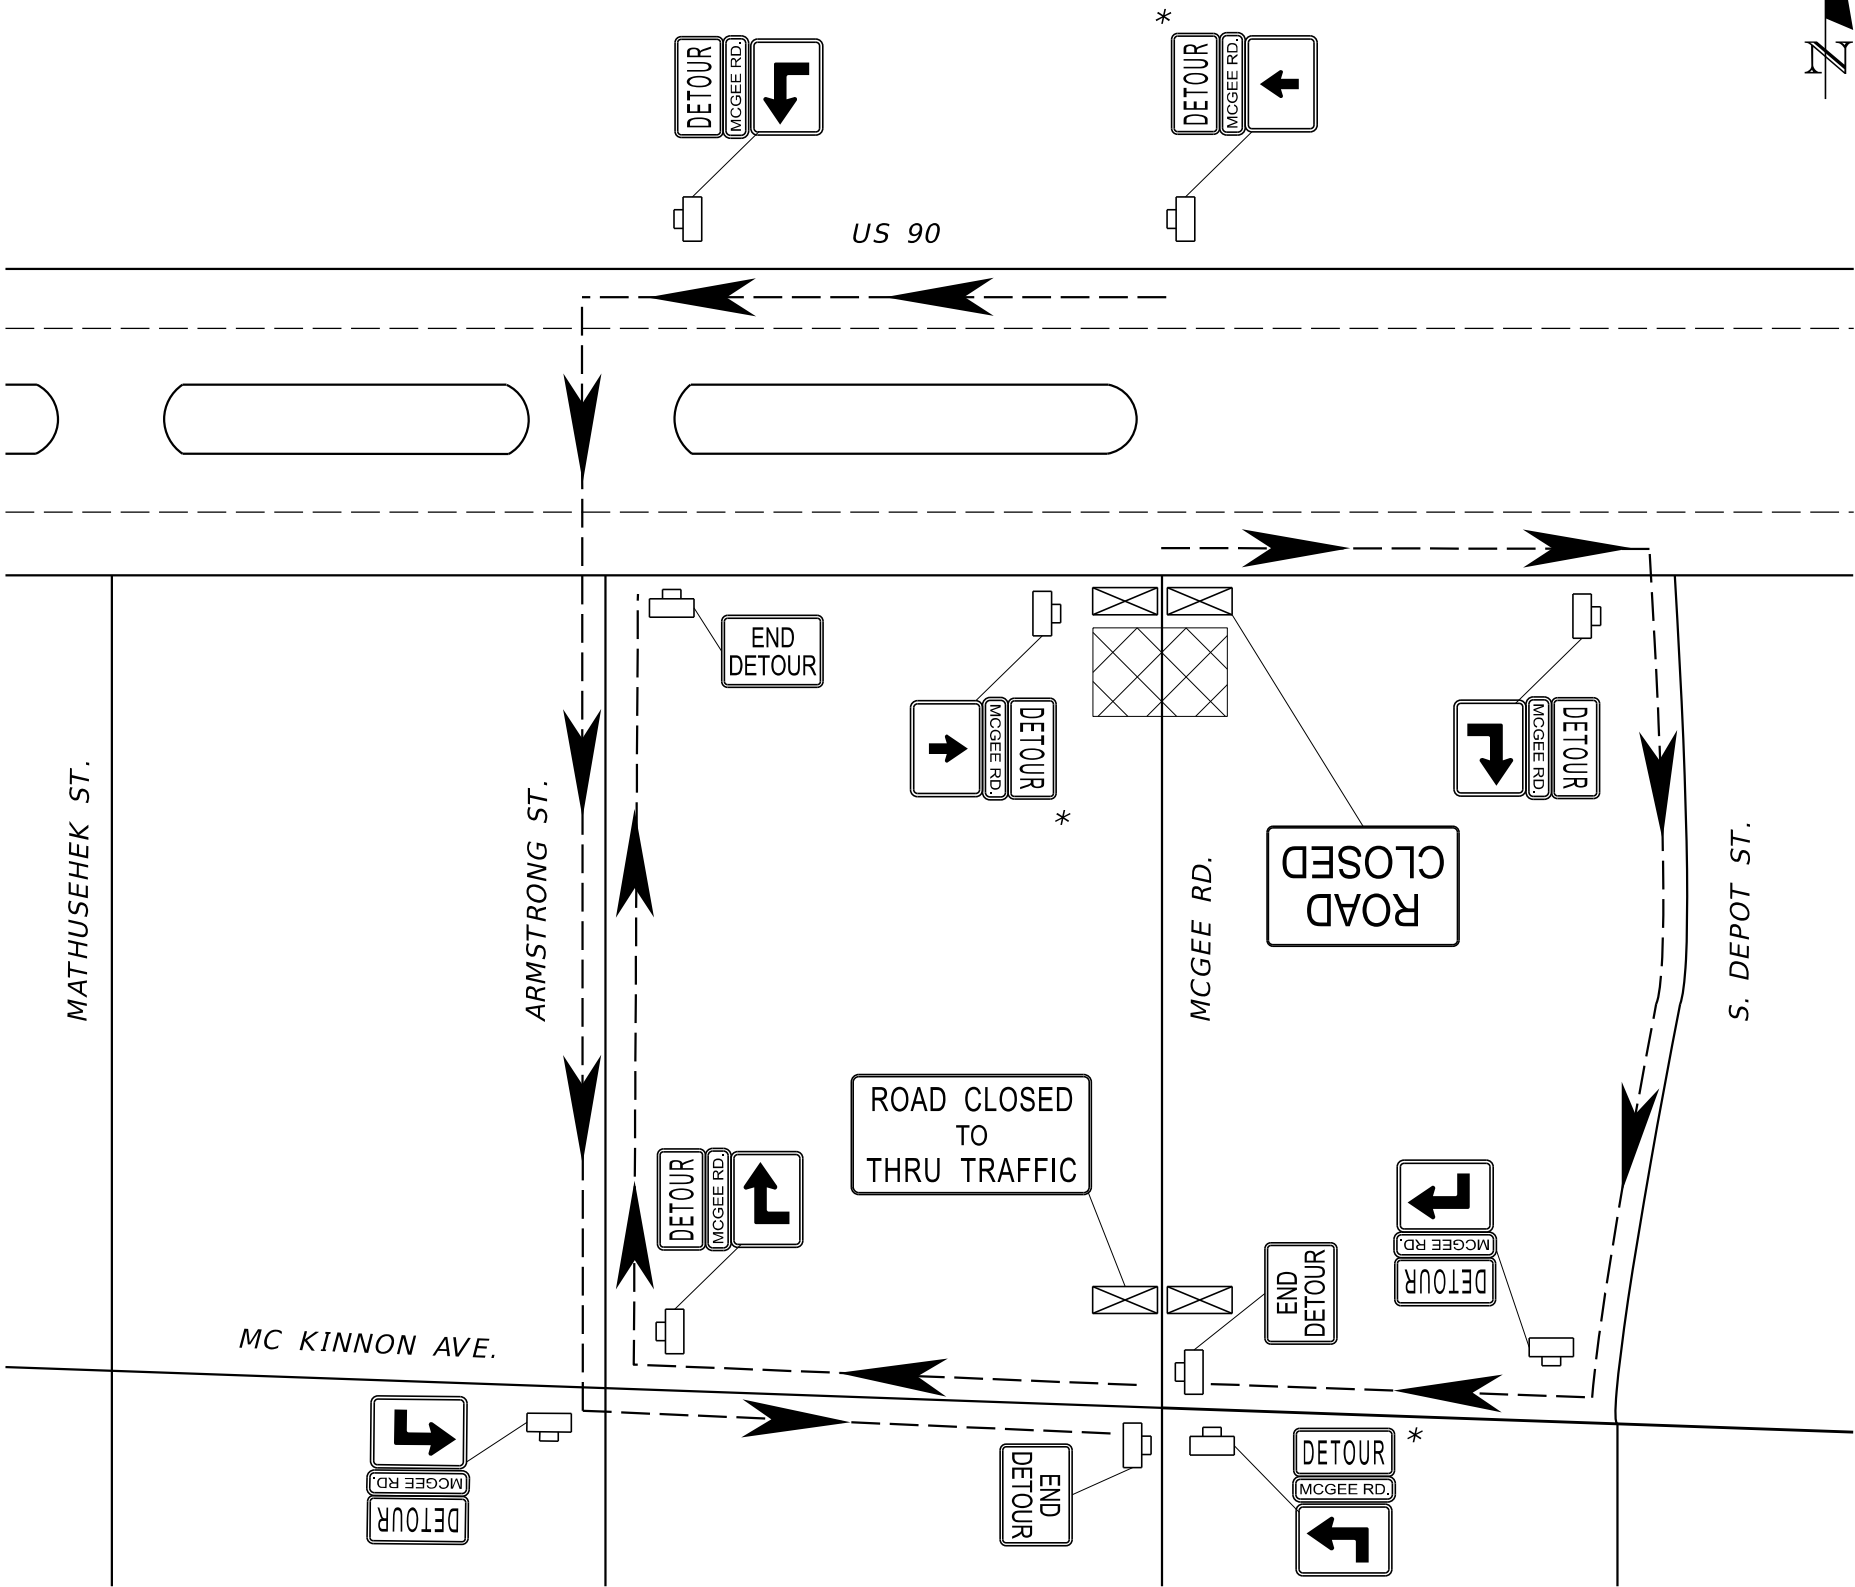 *
DETOUR
MCGEE RD.
DETOUR
MCGEE RD.
N
US 90
END
DETOUR
MCGEE RD.
DETOUR
*
MCGEE RD.
DETOUR
MATHUSEHEK ST.
ARMSTRONG ST.
MCGEE RD.
ROAD
CLOSED
S. DEPOT ST.
ROAD CLOSED
TO
THRU TRAFFIC
DETOUR
MCGEE RD.
DETOUR
MCGEE RD.
END
DETOUR
MC KINNON AVE.
DETOUR
MCGEE RD.
END
DETOUR
DETOUR
*
MCGEE RD.